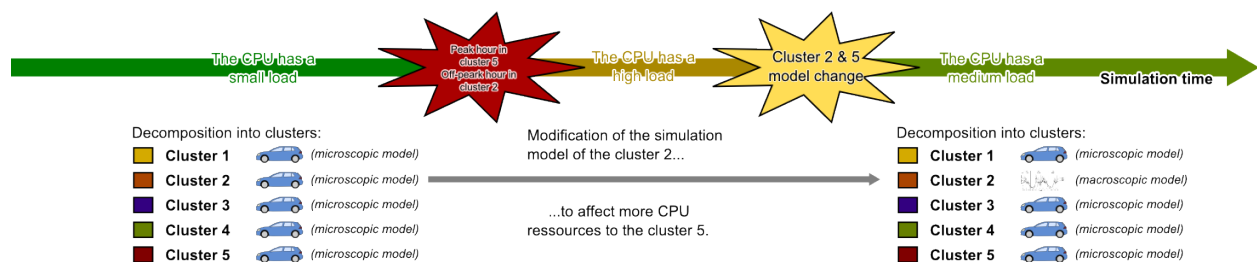 The CPU has a
small load
Peak hour in
cluster 5
Off-peark hour in
cluster 2
The CPU has a
high load
Cluster 2 & 5
model change
The CPU has a
medium load
Simulation time
Decomposition into clusters:
Cluster 1 (microscopic model)
Cluster 2 (microscopic model)
Cluster 3 (microscopic model)
Cluster 4 (microscopic model)
Cluster 5 (microscopic model)
Modification of the simulation
model of the cluster 2...
...to affect more CPU
ressources to the cluster 5.
Decomposition into clusters:
Cluster 1 (microscopic model)
Cluster 2 (macroscopic model)
Cluster 3 (microscopic model)
Cluster 4 (microscopic model)
Cluster 5 (microscopic model)